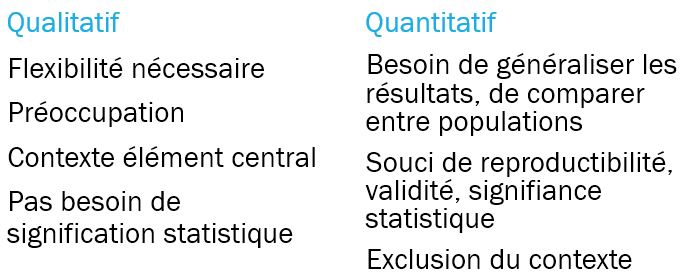 Qualitatif
Flexibilité nécessaire
Préoccupation
Contexte élément central
Pas besoin de
signification statistique
Quantitatif
Besoin de généraliser les
résultats, de comparer
entre populations
Souci de reproductibilité,
validité, signifiance
statistique
Exclusion du contexte